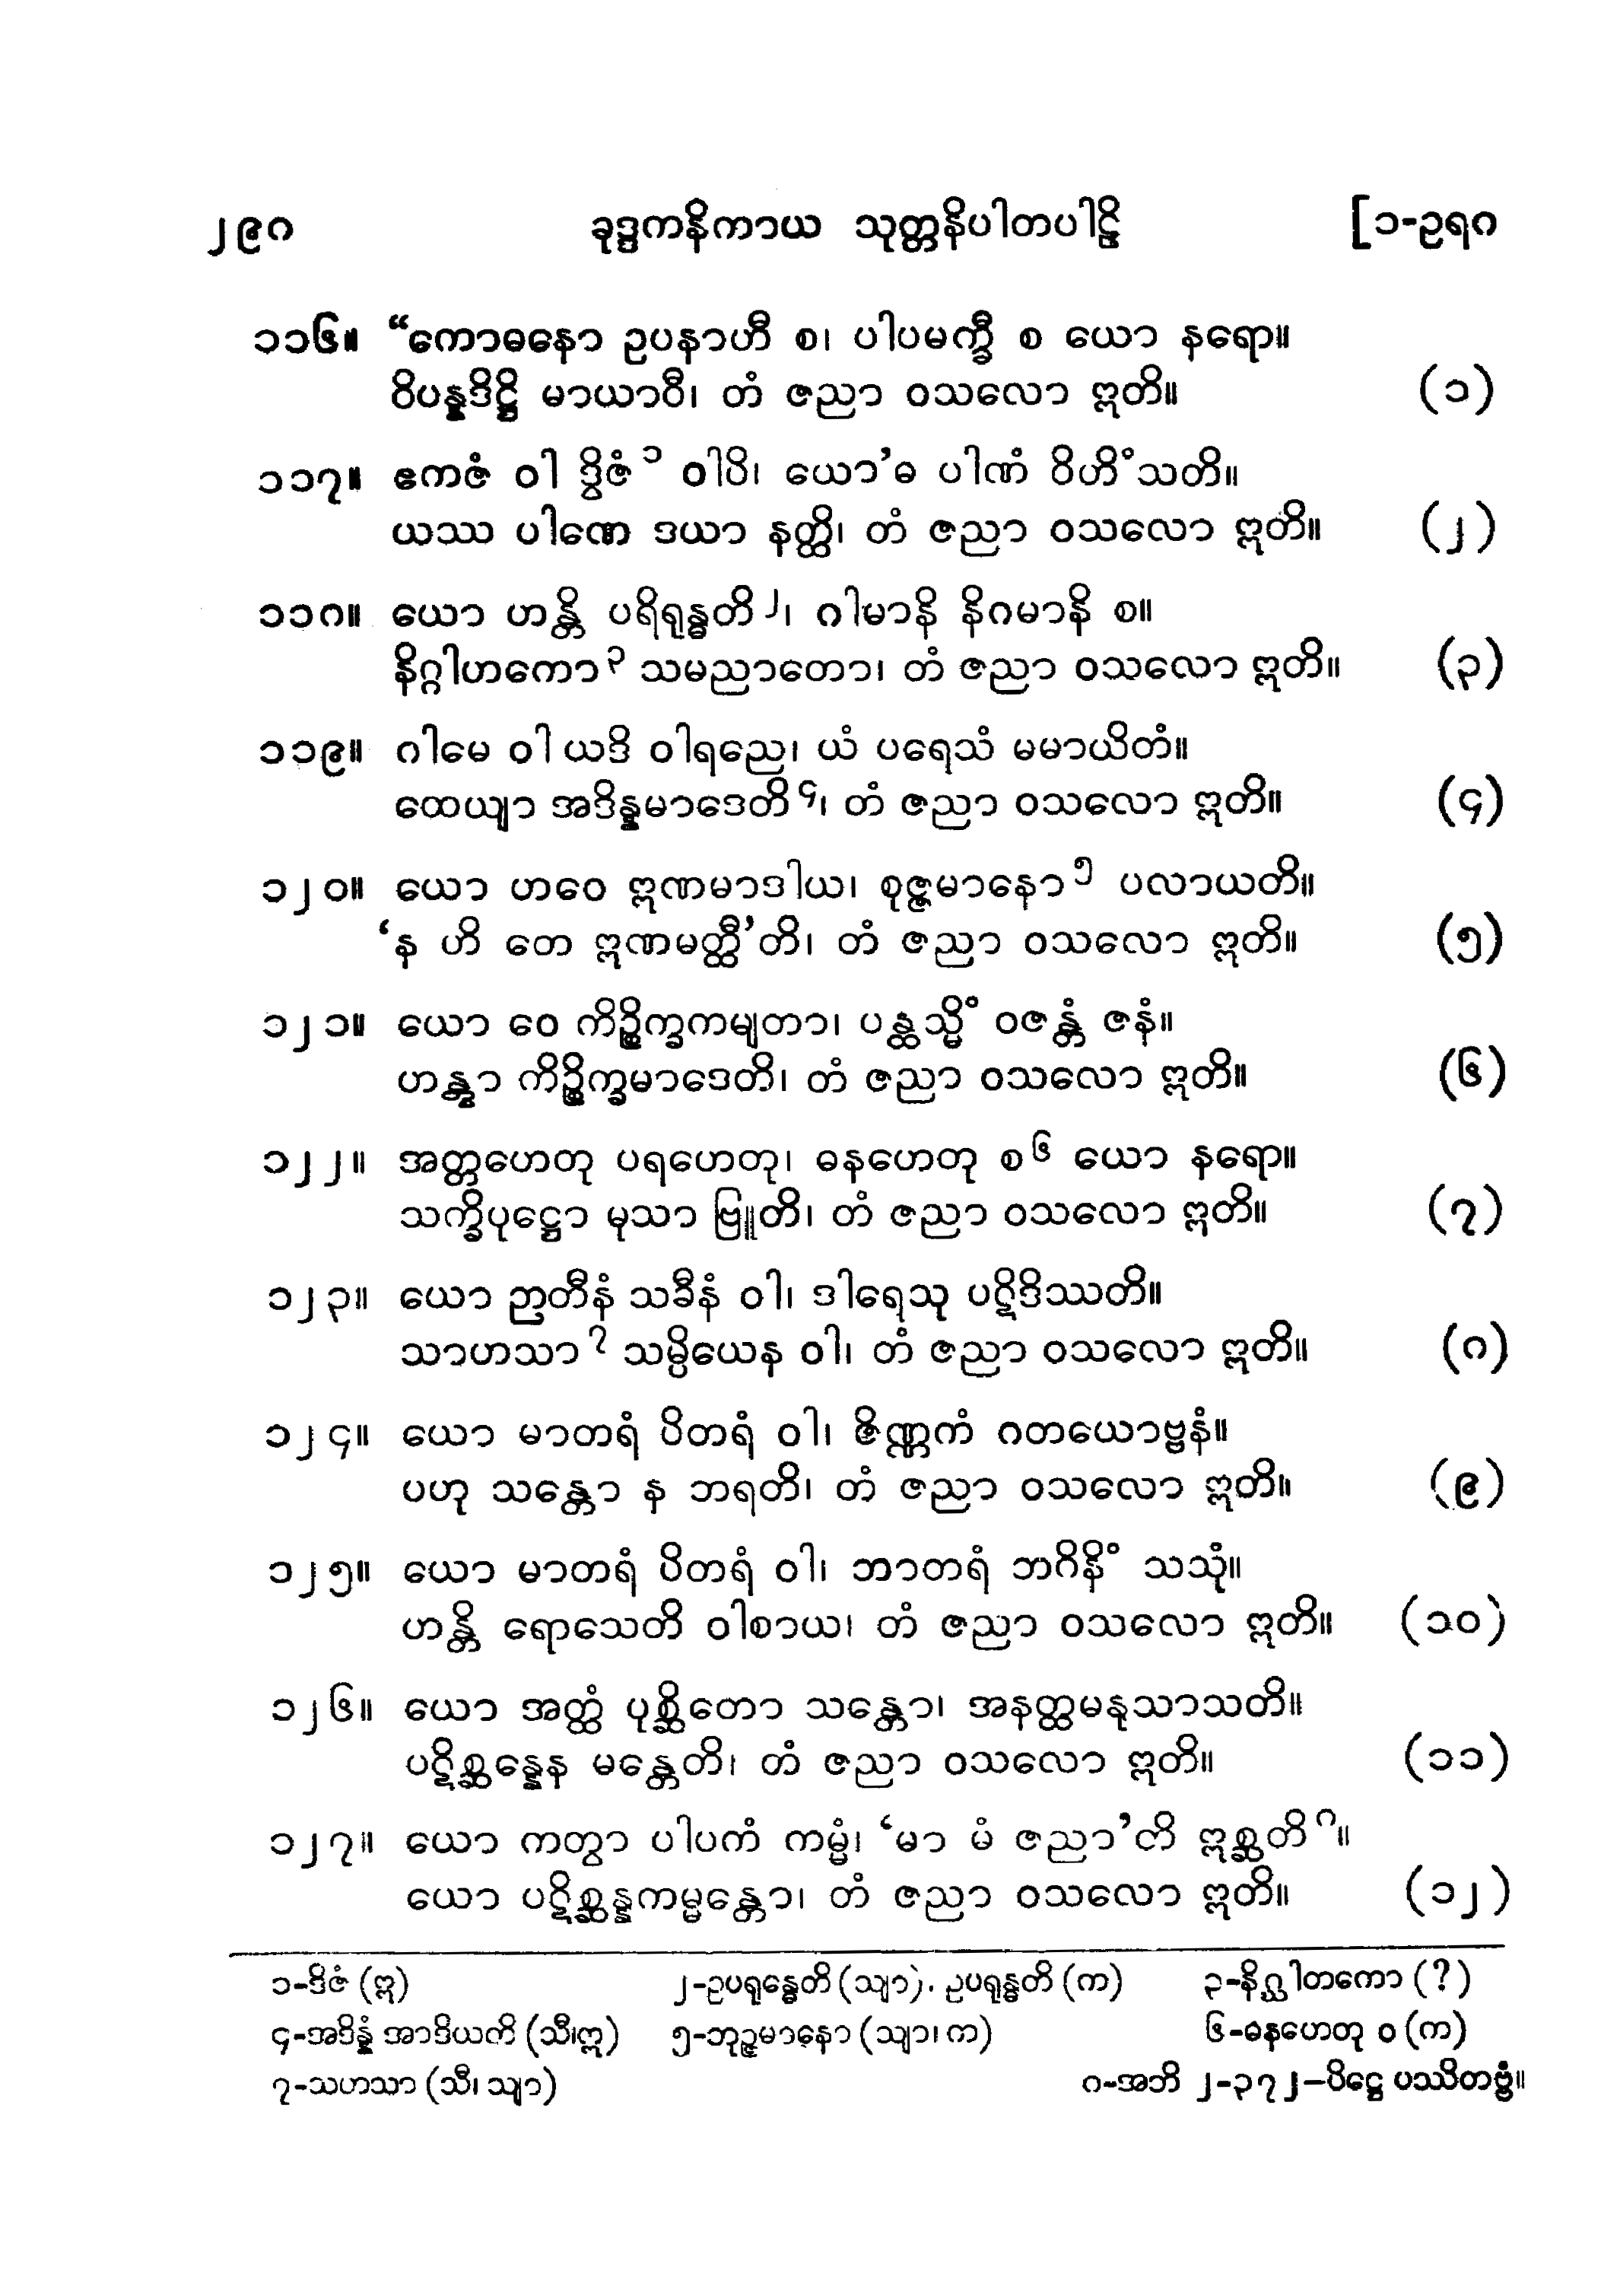 ၂၉၈ ခုဒ္ဒကနိကာယ သုတ္တနိပါတပါဠိ [၁-ဥရဂ
၁၁၆။ “ကောဓနော ဥပနာဟီ စ၊ ပါပမက္ခီ စ ယော နရော။
ဝိပန္နဒိဋ္ဌိ မာယာဝီ၊ တံ ဇညာ ဝသလော ဣတိ။ (၁)
၁၁၇။ ဧကဇံ ဝါ ဒွိဇံ ၁ ဝါပိ၊ ယော’ဓ ပါဏံ ဝိဟိံသတိ။
ယဿ ပါဏေ ဒယာ နတ္ထိ၊ တံ ဇညာ ဝသလော ဣတိ။ (၂)
၁၁၈။ ယော ဟန္တိ ပရိရုန္ဓတိ ၂၊ ဂါမာနိ နိဂမာနိ စ။
နိဂ္ဂါဟကော ၃ သမညာတော၊ တံ ဇညာ ဝသလော ဣတိ။ (၃)
၁၁၉။ ဂါမေ ဝါ ယဒိ ဝါရညေ၊ ယံ ပရေသံ မမာယိတံ။
ထေယျာ အဒိန္နမာဒေတိ ၄၊ တံ ဇညာ ဝသလော ဣတိ။ (၄)
၁၂၀။ ယော ဟဝေ ဣဏမာဒါယ၊ စုဇ္ဇမာနော ၅ ပလာယတိ။
‘န ဟိ တေ ဣဏမတ္ထီ’တိ၊ တံ ဇညာ ဝသလော ဣတိ။ (၅)
၁၂၁။ ယော ဝေ ကိဉ္စိက္ခကမျတာ၊ ပန္ထသ္မိံ ဝဇန္တံ ဇနံ။
ဟန္တွာ ကိဉ္စိက္ခမာဒေတိ၊ တံ ဇညာ ဝသလော ဣတိ။ (၆)
၁၂၂။ အတ္တဟေတု ပရဟေတု၊ ဓနဟေတု စ ၆ ယော နရော။
သက္ခိပုဋ္ဌော မုသာ ဗြူတိ၊ တံ ဇညာ ဝသလော ဣတိ။ (၇)
၁၂၃။ ယော ဉာတီနံ သခီနံ ဝါ၊ ဒါရေသု ပဋိဒိဿတိ။
သာဟသာ ၇ သမ္ပိယေန ဝါ၊ တံ ဇညာ ဝသလော ဣတိ။ (၈)
၁၂၄။ ယော မာတရံ ပိတရံ ဝါ၊ ဇိဏ္ဏကံ ဂတယောဗ္ဗနံ။
ပဟု သန္တော န ဘရတိ၊ တံ ဇညာ ဝသလော ဣတိ။ (၉)
၁၂၅။ ယော မာတရံ ပိတရံ ဝါ၊ ဘာတရံ ဘဂိနိံ သသုံ။
ဟန္တိ ရောသေတိ ဝါစာယ၊ တံ ဇညာ ဝသလော ဣတိ။ (၁၀)
၁၂၆။ ယော အတ္ထံ ပုစ္ဆိတော သန္တော၊ အနတ္ထမနုသာသတိ။
ပဋိစ္ဆန္နေန မန္တေတိ၊ တံ ဇညာ ဝသလော ဣတိ။ (၁၁)
၁၂၇။ ယော ကတွာ ပါပကံ ကမ္မံ၊ ‘မာ မံ ဇညာ’တိ ဣစ္ဆတိ ၈။
ယော ပဋိစ္ဆန္နကမ္မန္တော၊ တံ ဇညာ ဝသလော ဣတိ။ (၁၂)
၁-ဒိဇံ (ဣ) ၂-ဥပရုန္ဓေတိ (သျာ)၊ ဥပရုန္ဓတိ (က) ၃-နိဂ္ဃါတကော (?)
၄-အဒိန္နံ အာဒိယတိ (သီ၊ဣ) ၅-ဘုဉ္ဇမာနော (သျာ၊ က) ၆-ဓနဟေတု ဝ (က)
၇-သဟသာ (သီ၊ သျာ) ၈-အဘိ ၂-၃၇၂-ပိဋ္ဌေ ပဿိတဗ္ဗံ။